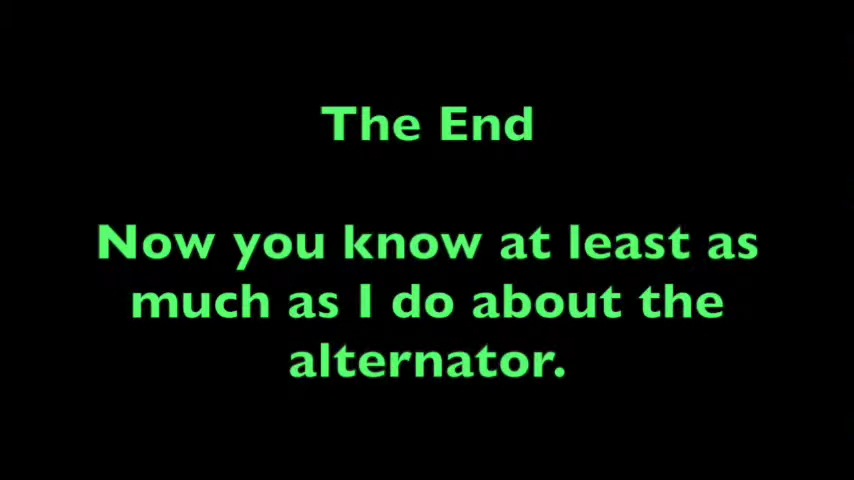 The End
Now you know at least as
much as I do about the
alternator.